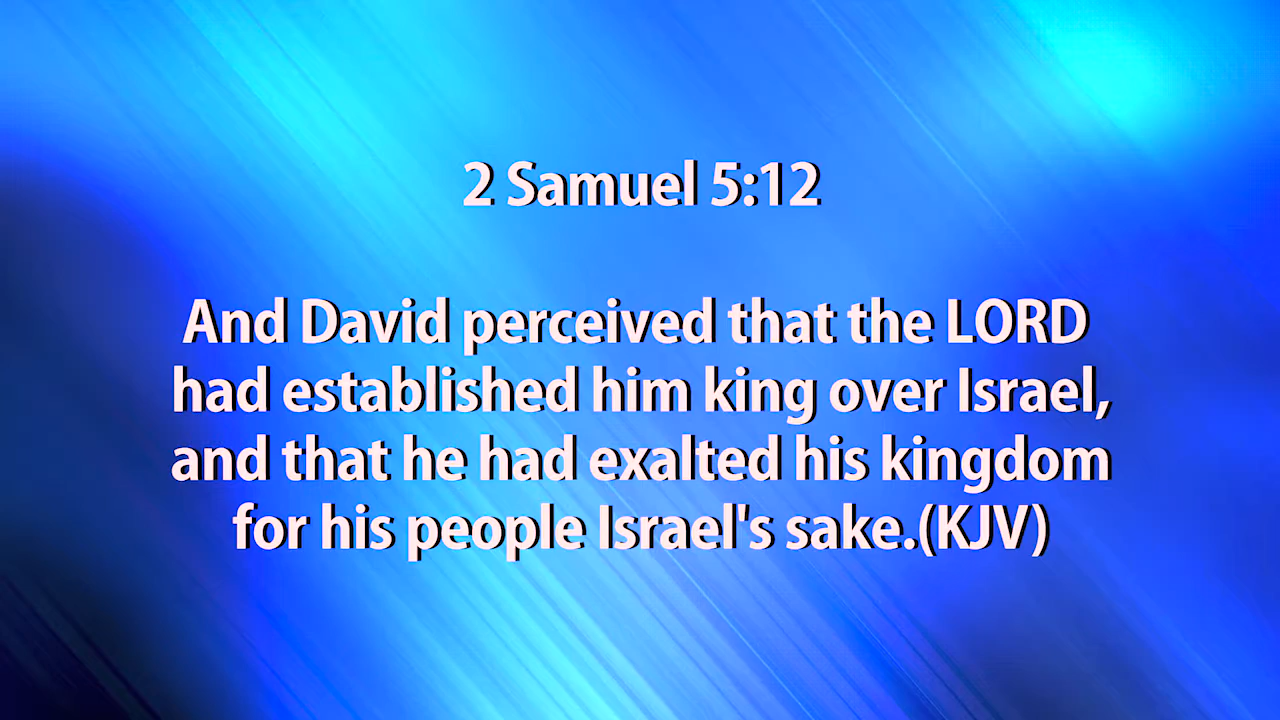 2 Samuel 5:12
And David perceived that the LORD
had established him king over Israel,
and that he had exalted his kingdom
for his people Israel's sake.(KJV)